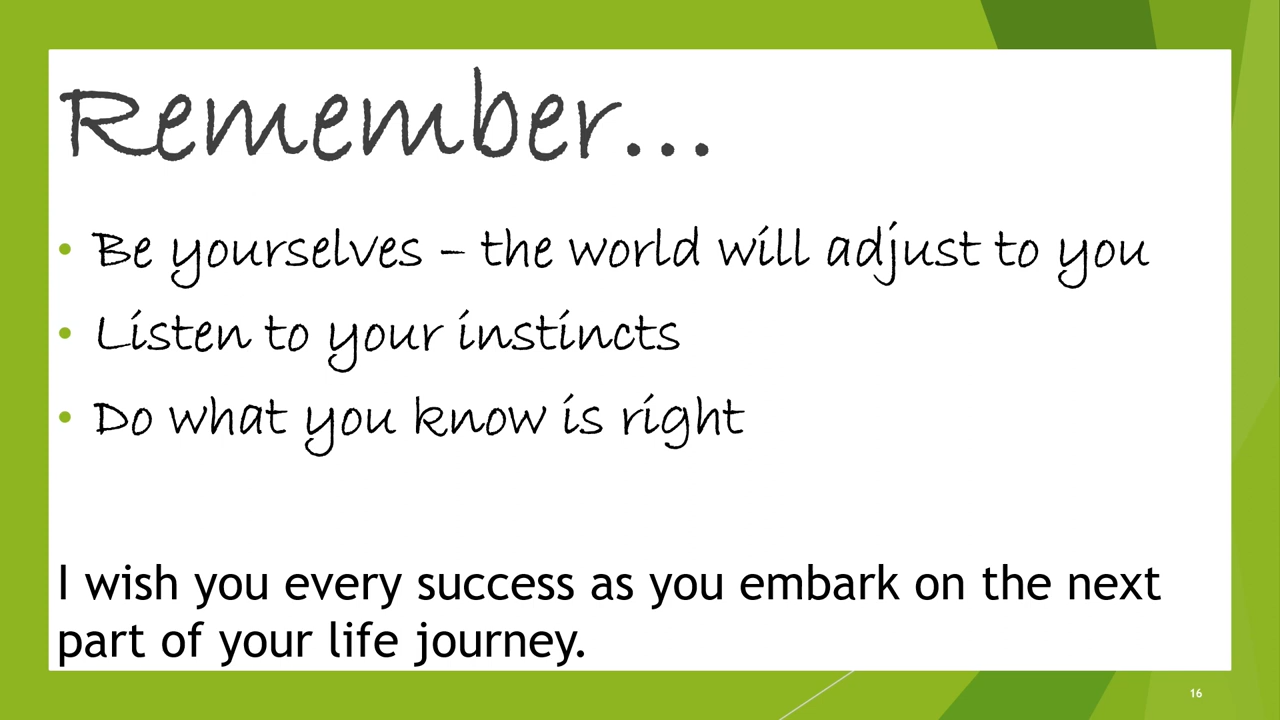 Remember...
• Be yourselves – the world will adjust to you
• Listen to your instincts
• Do what you know is right
I wish you every success as you embark on the next
part of your life journey.
16